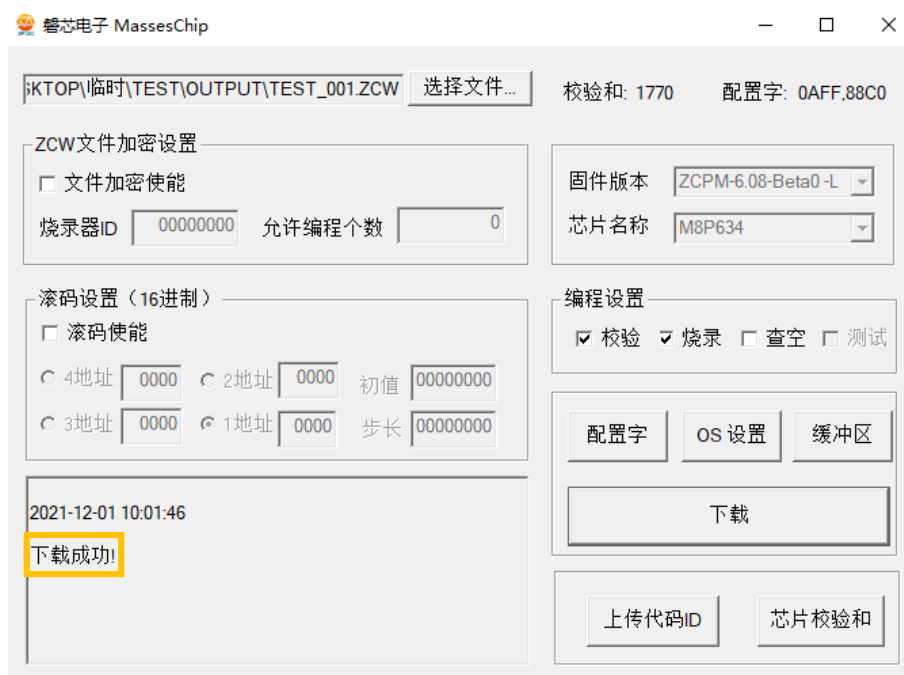 磐芯电子 MassesChip
SKTOP\临时\TEST\OUTPUT\TEST_001.ZCW 选择文件... 校验和: 1770 配置字: 0AFF,88C0
ZCW文件加密设置
文件加密使能
烧录器ID 00000000 允许编程个数 0
固件版本 ZCPM-6.08-Beta0 -L
芯片名称 M8P634
滚码设置（16进制）
滚码使能
4地址 0000 2地址 0000 初值 00000000
3地址 0000 1地址 0000 步长 00000000
编程设置
校验 烧录 查空 测试
配置字 OS 设置 缓冲区
下载
2021-12-01 10:01:46
下载成功!
上传代码ID 芯片校验和